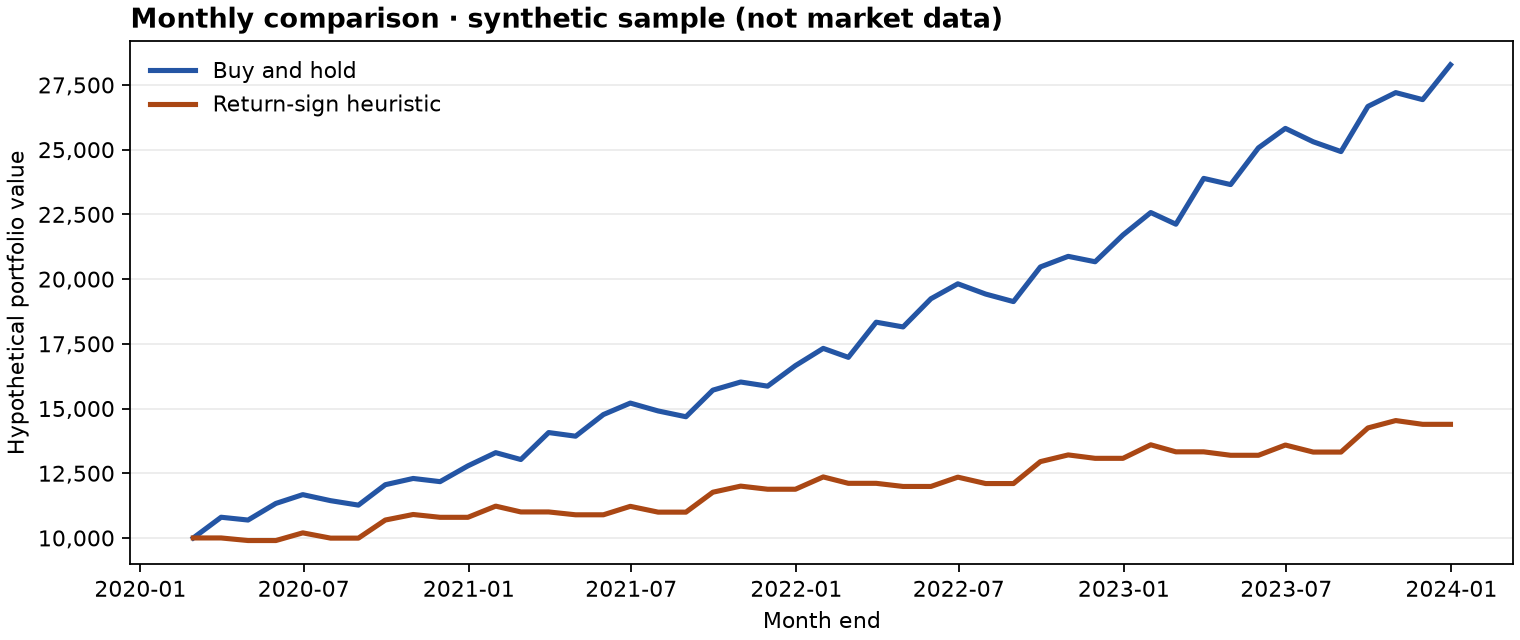 Monthly comparison · synthetic sample (not market data)
Buy and hold
Return-sign heuristic
Hypothetical portfolio value
27,500
25,000
22,500
20,000
17,500
15,000
12,500
10,000
2020-01 2020-07 2021-01 2021-07 2022-01 2022-07 2023-01 2023-07 2024-01
Month end